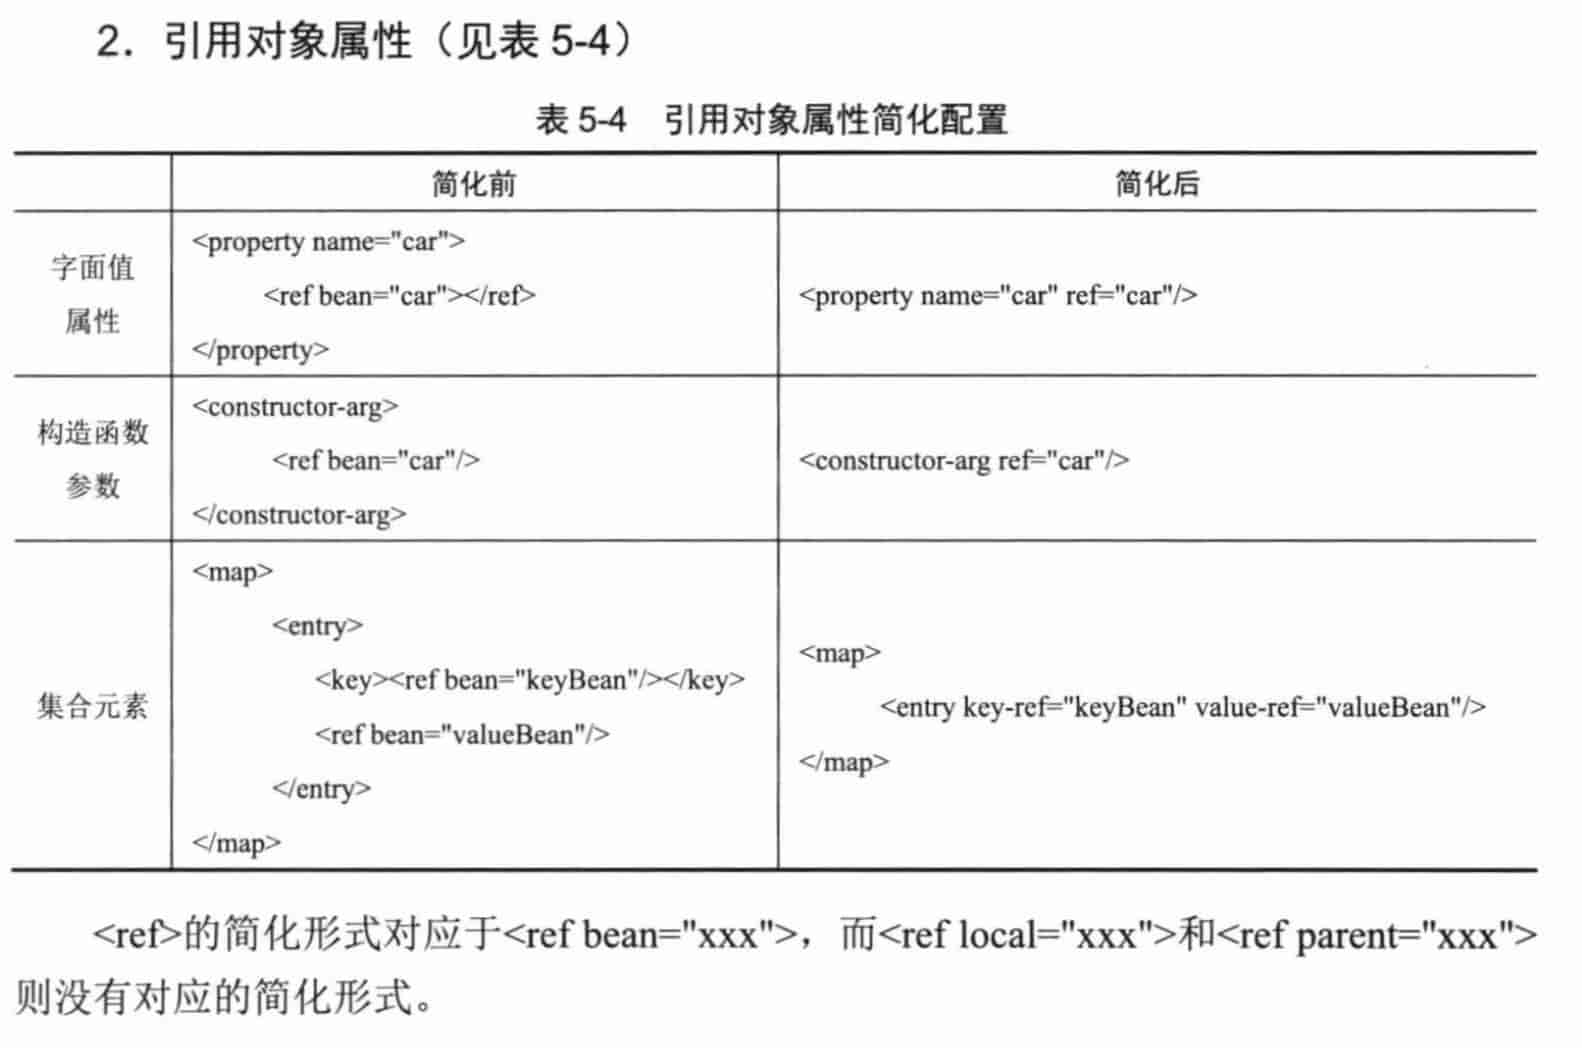 2．引用对象属性（见表 5-4）
表 5-4 引用对象属性简化配置
简化前
简化后
字面值
属性
<property name="car">
<ref bean="car"></ref>
</property>
<property name="car" ref="car"/>
构造函数
参数
<constructor-arg>
<ref bean="car"/>
</constructor-arg>
<constructor-arg ref="car"/>
集合元素
<map>
<entry>
<key><ref bean="keyBean"/></key>
<ref bean="valueBean"/>
</entry>
</map>
<map>
<entry key-ref="keyBean" value-ref="valueBean"/>
</map>
<ref>的简化形式对应于<ref bean="xxx">，而<ref local="xxx">和<ref parent="xxx">
则没有对应的简化形式。